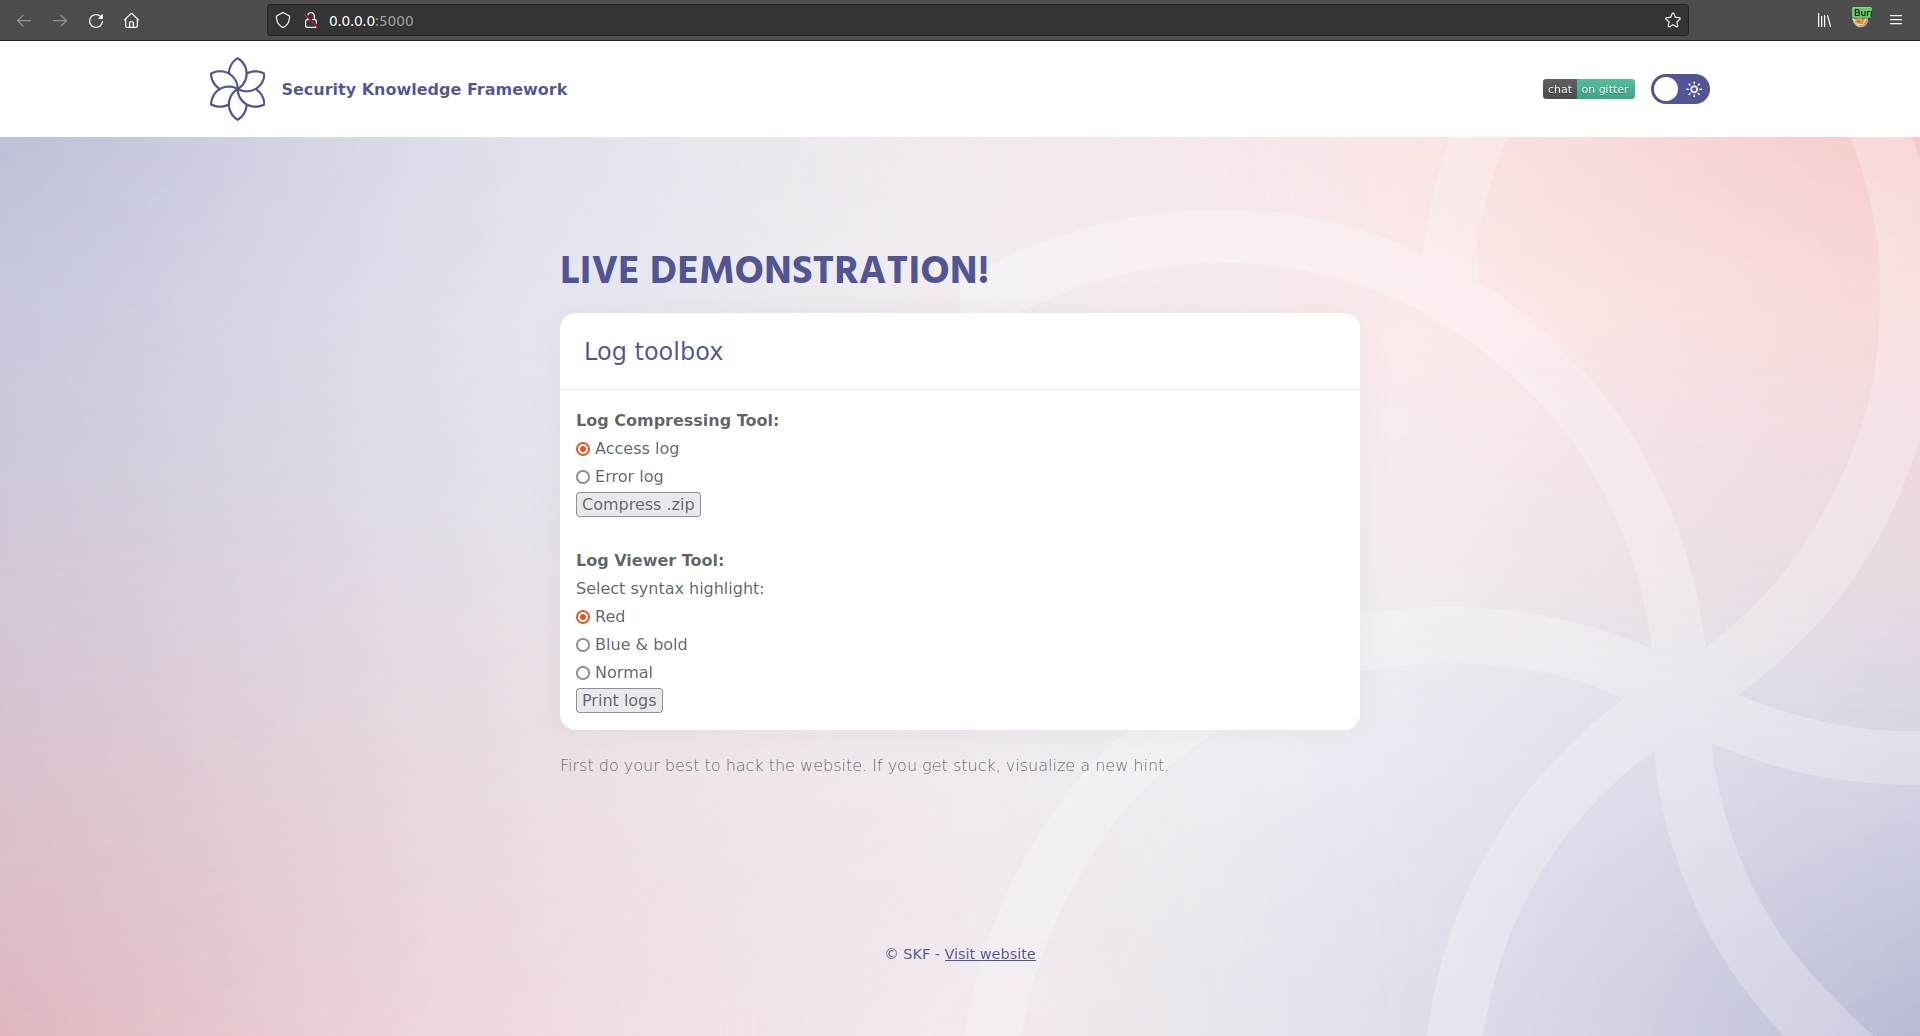 0.0.0.0:5000
Bur
Security Knowledge Framework
chat on gitter
LIVE DEMONSTRATION!
Log toolbox
Log Compressing Tool:
Access log
Error log
Compress .zip
Log Viewer Tool:
Select syntax highlight:
Red
Blue & bold
Normal
Print logs
First do your best to hack the website. If you get stuck, visualize a new hint.
© SKF - Visit website